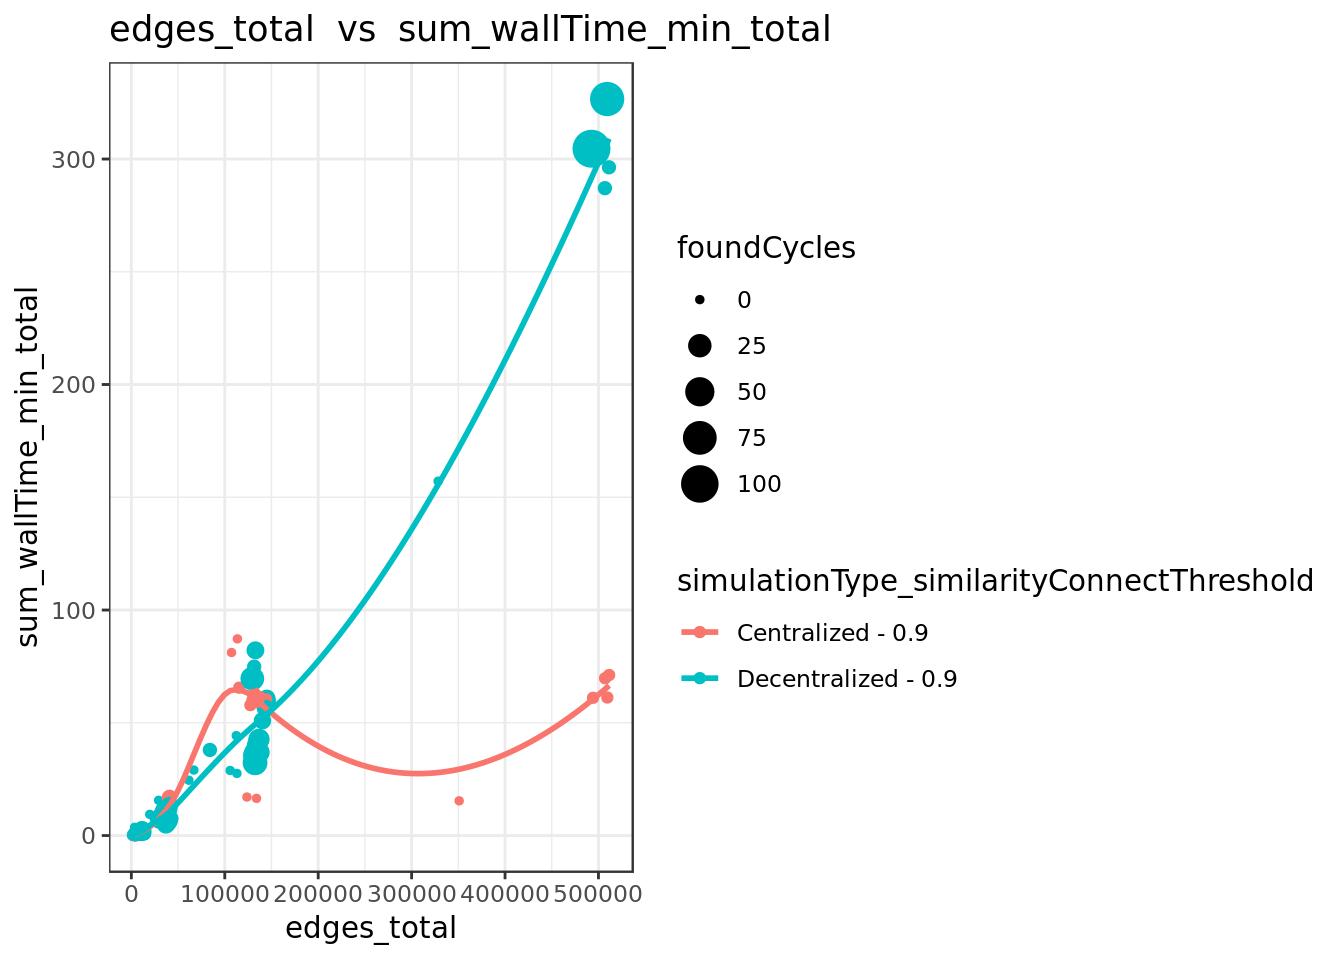 edges_total  vs  sum_wallTime_min_total
sum_wallTime_min_total
300
200
100
0
0 100000 200000 300000 400000 500000
edges_total
foundCycles
0
25
50
75
100
simulationType_similarityConnectThreshold
Centralized - 0.9
Decentralized - 0.9